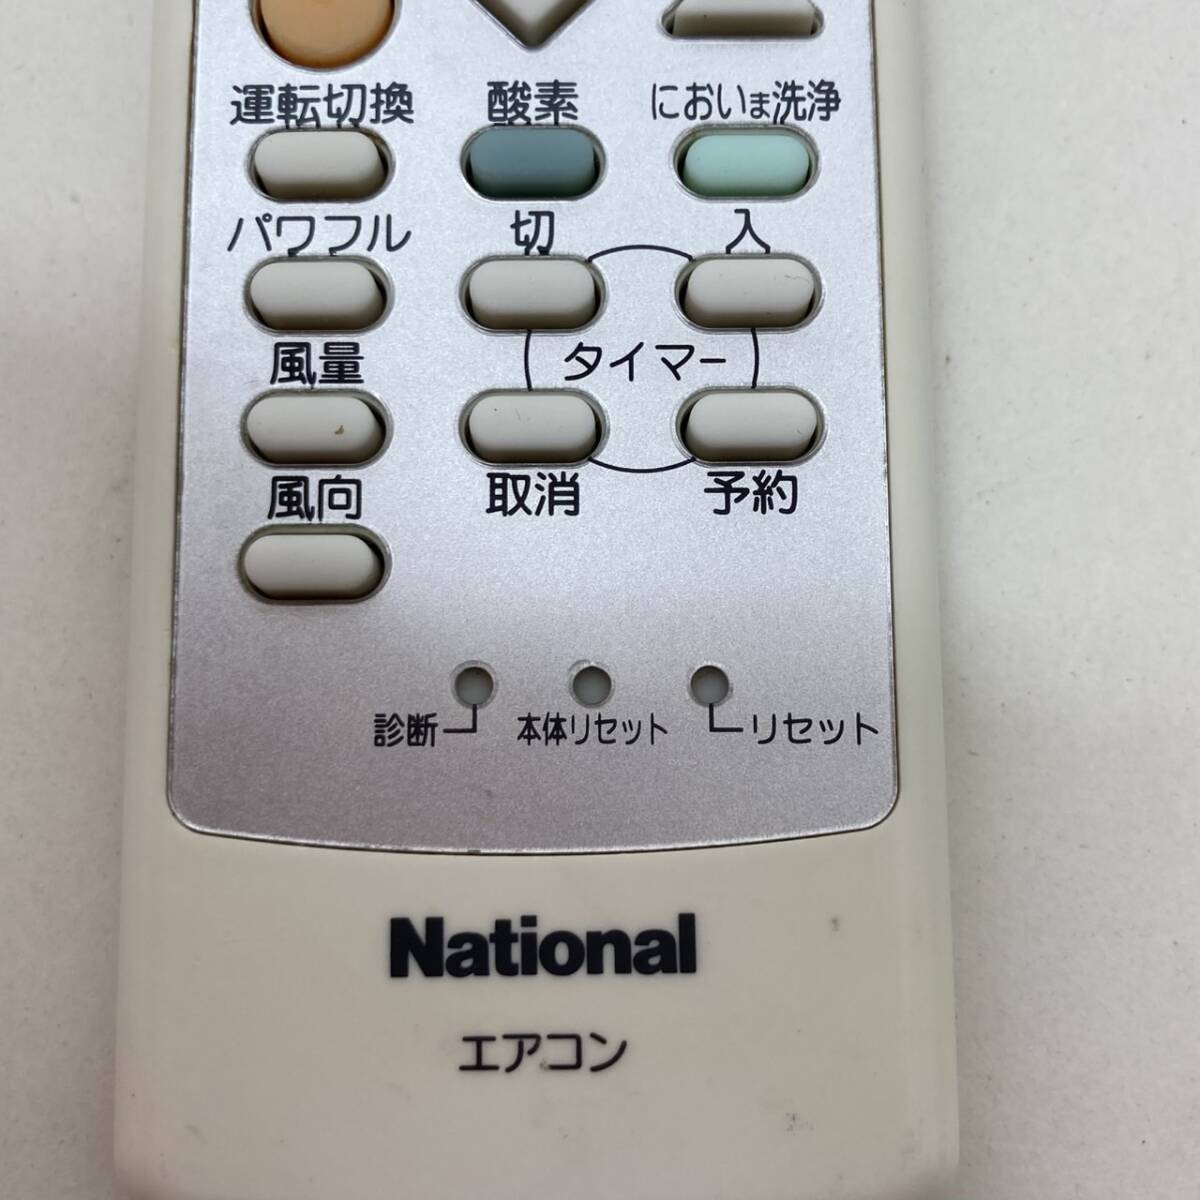 運転切換 酸素 においま洗浄
パワフル 切 入
風量 タイマー
風向 取消 予約
診断 本体リセット リセット
National
エアコン